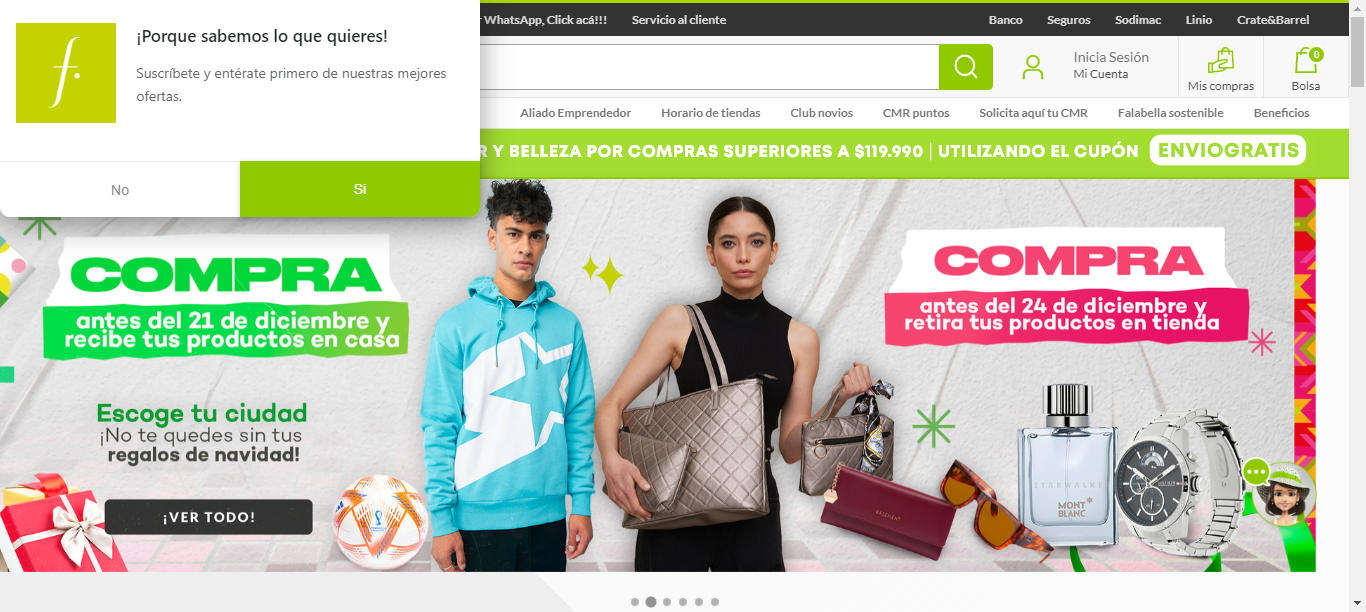 ¡Porque sabemos lo que quieres!
Suscríbete y entérate primero de nuestras mejores
ofertas.
No
Si
WhatsApp, Click acá!!!
Servicio al cliente
Banco
Seguros
Sodimac
Linio
Crate&Barrel
Inicia Sesión
Mi Cuenta
Mis compras
0
Bolsa
Aliado Emprendedor
Horario de tiendas
Club novios
CMR puntos
Solicita aquí tu CMR
Falabella sostenible
Beneficios
R Y BELLEZA POR COMPRAS SUPERIORES A $119.990 | UTILIZANDO EL CUPÓN ENVIOGRATIS
COMPRA
antes del 21 de diciembre y
recibe tus productos en casa
Escoge tu ciudad
¡No te quedes sin tus
regalos de navidad!
¡VER TODO!
COMPRA
antes del 24 de diciembre y
retira tus productos en tienda
BASEMENT
STARWALKER
MONT
BLANC